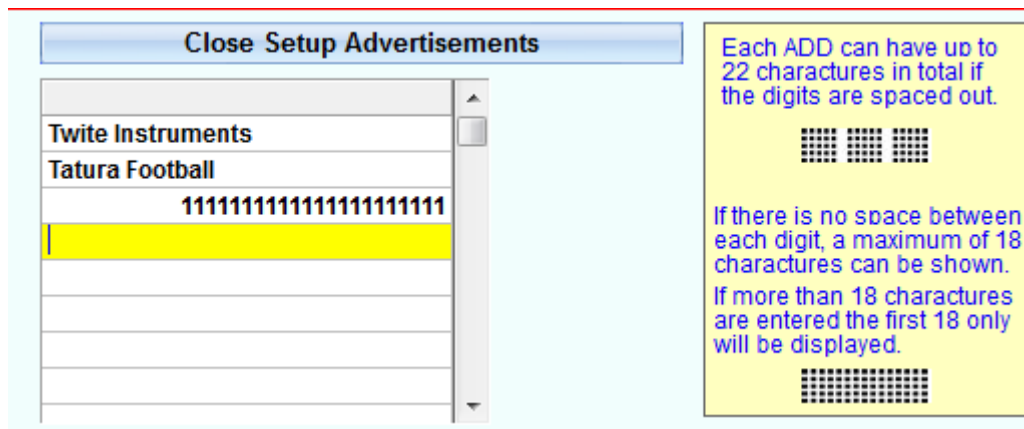 Close Setup Advertisements
Twite Instruments
Tatura Football
1111111111111111111111
Each ADD can have up to
22 charactures in total if
the digits are spaced out.
If there is no space between
each digit, a maximum of 18
charactures can be shown.
If more than 18 charactures
are entered the first 18 only
will be displayed.